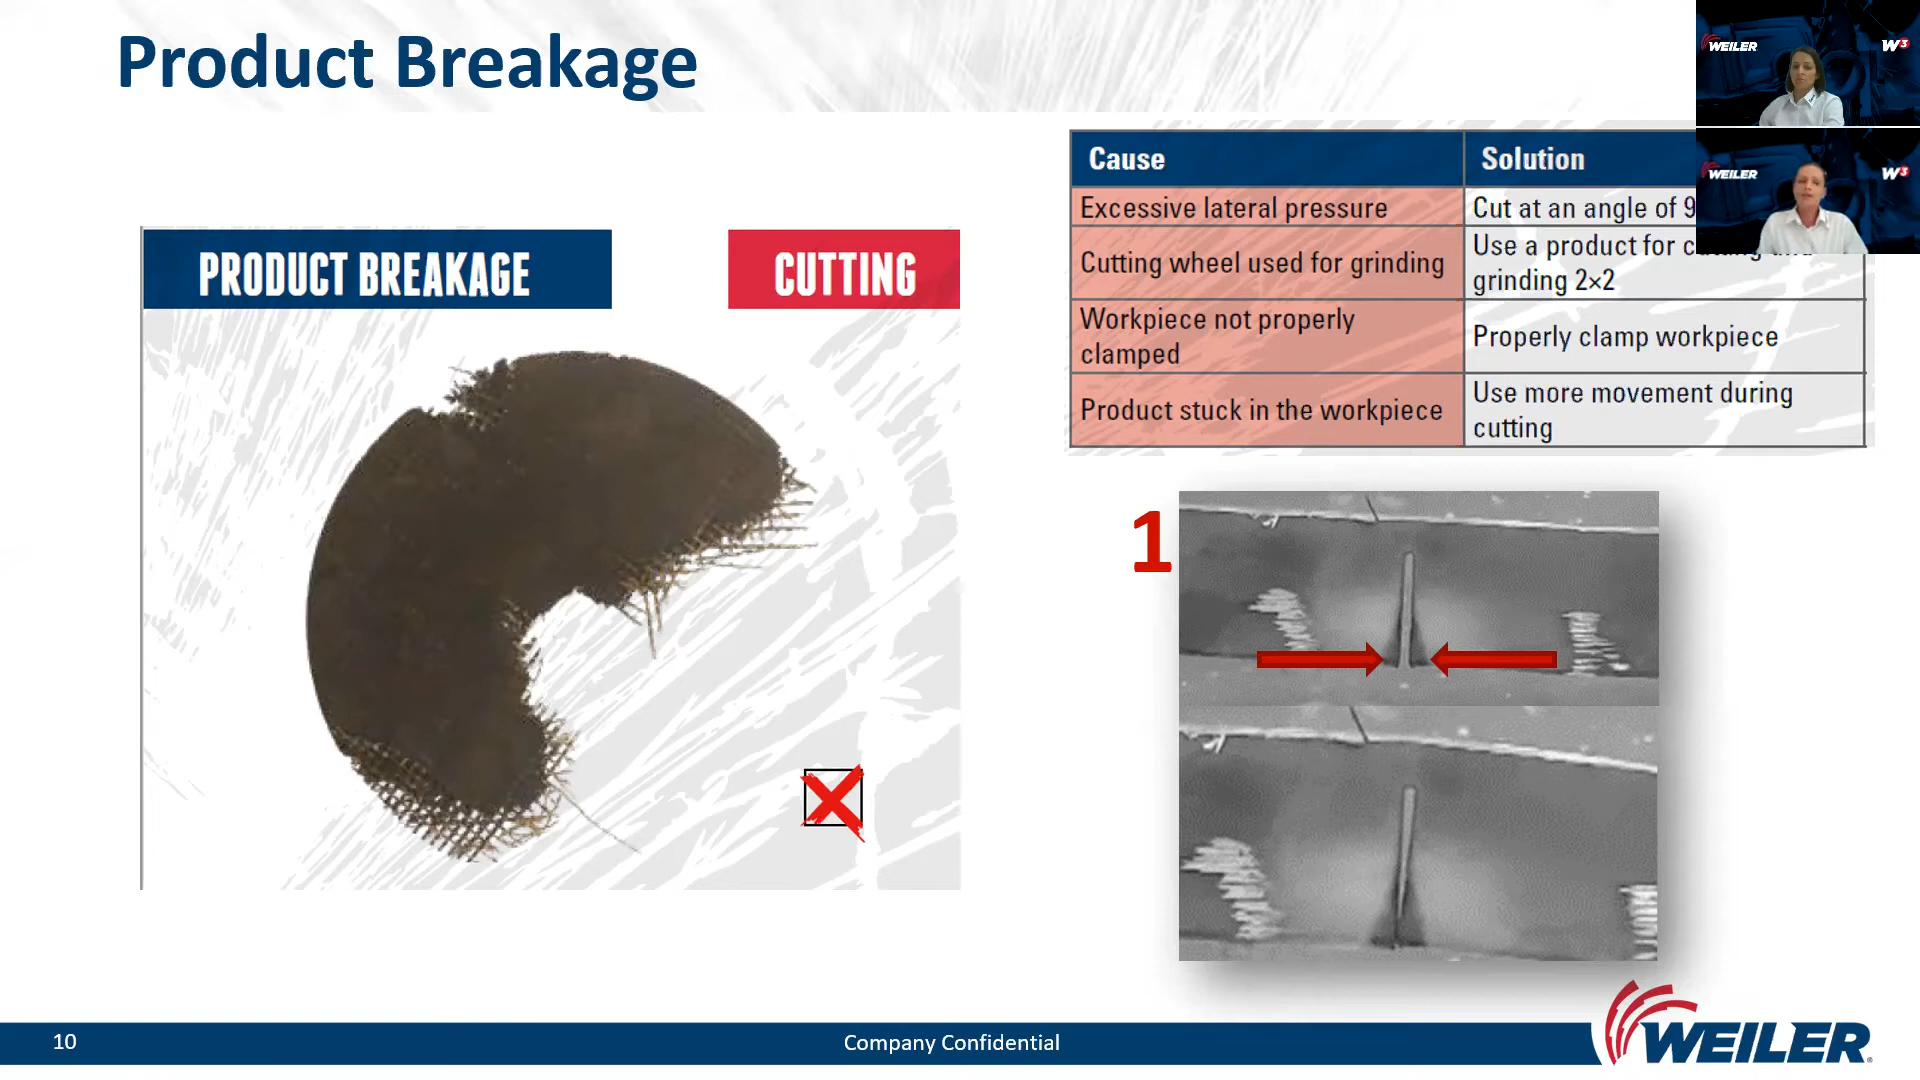 Product Breakage
WEILER
W3
WEILER
W3
Cause
Solution
Excessive lateral pressure
Cut at an angle of 9
Cutting wheel used for grinding
Use a product for
grinding 2×2
Workpiece not properly
clamped
Properly clamp workpiece
Product stuck in the workpiece
Use more movement during
cutting
PRODUCT BREAKAGE
CUTTING
1
10
Company Confidential
WEILER